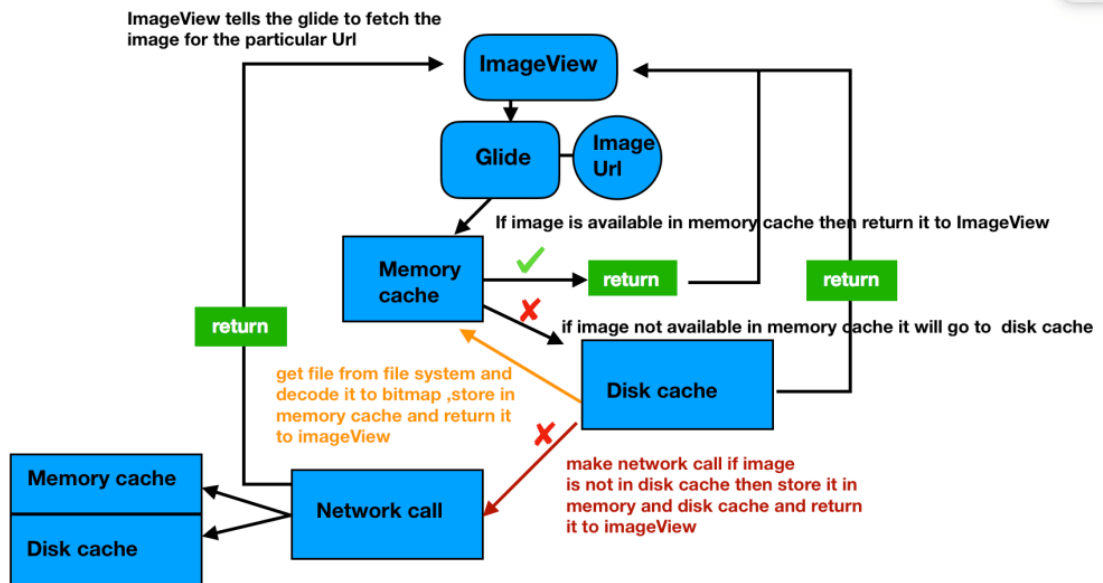 ImageView tells the glide to fetch the
image for the particular Url
ImageView
Glide
Image
Url
If image is available in memory cache then return it to ImageView
Memory
cache
return
return
return
if image not available in memory cache it will go to disk cache
get file from file system and
decode it to bitmap ,store in
memory cache and return it
to imageView
Disk cache
make network call if image
is not in disk cache then store it in
memory and disk cache and return
it to imageView
Memory cache
Network call
Disk cache